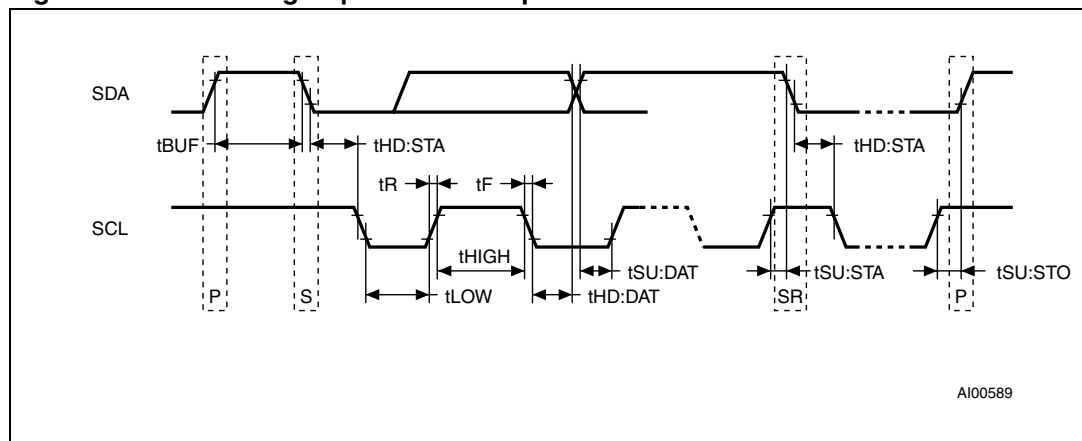 SDA
tBUF
tHD:STA
tHD:STA
tR
tF
SCL
tHIGH
tSU:DAT
tSU:STA
tSU:STO
P
S
tLOW
tHD:DAT
SR
P
AI00589